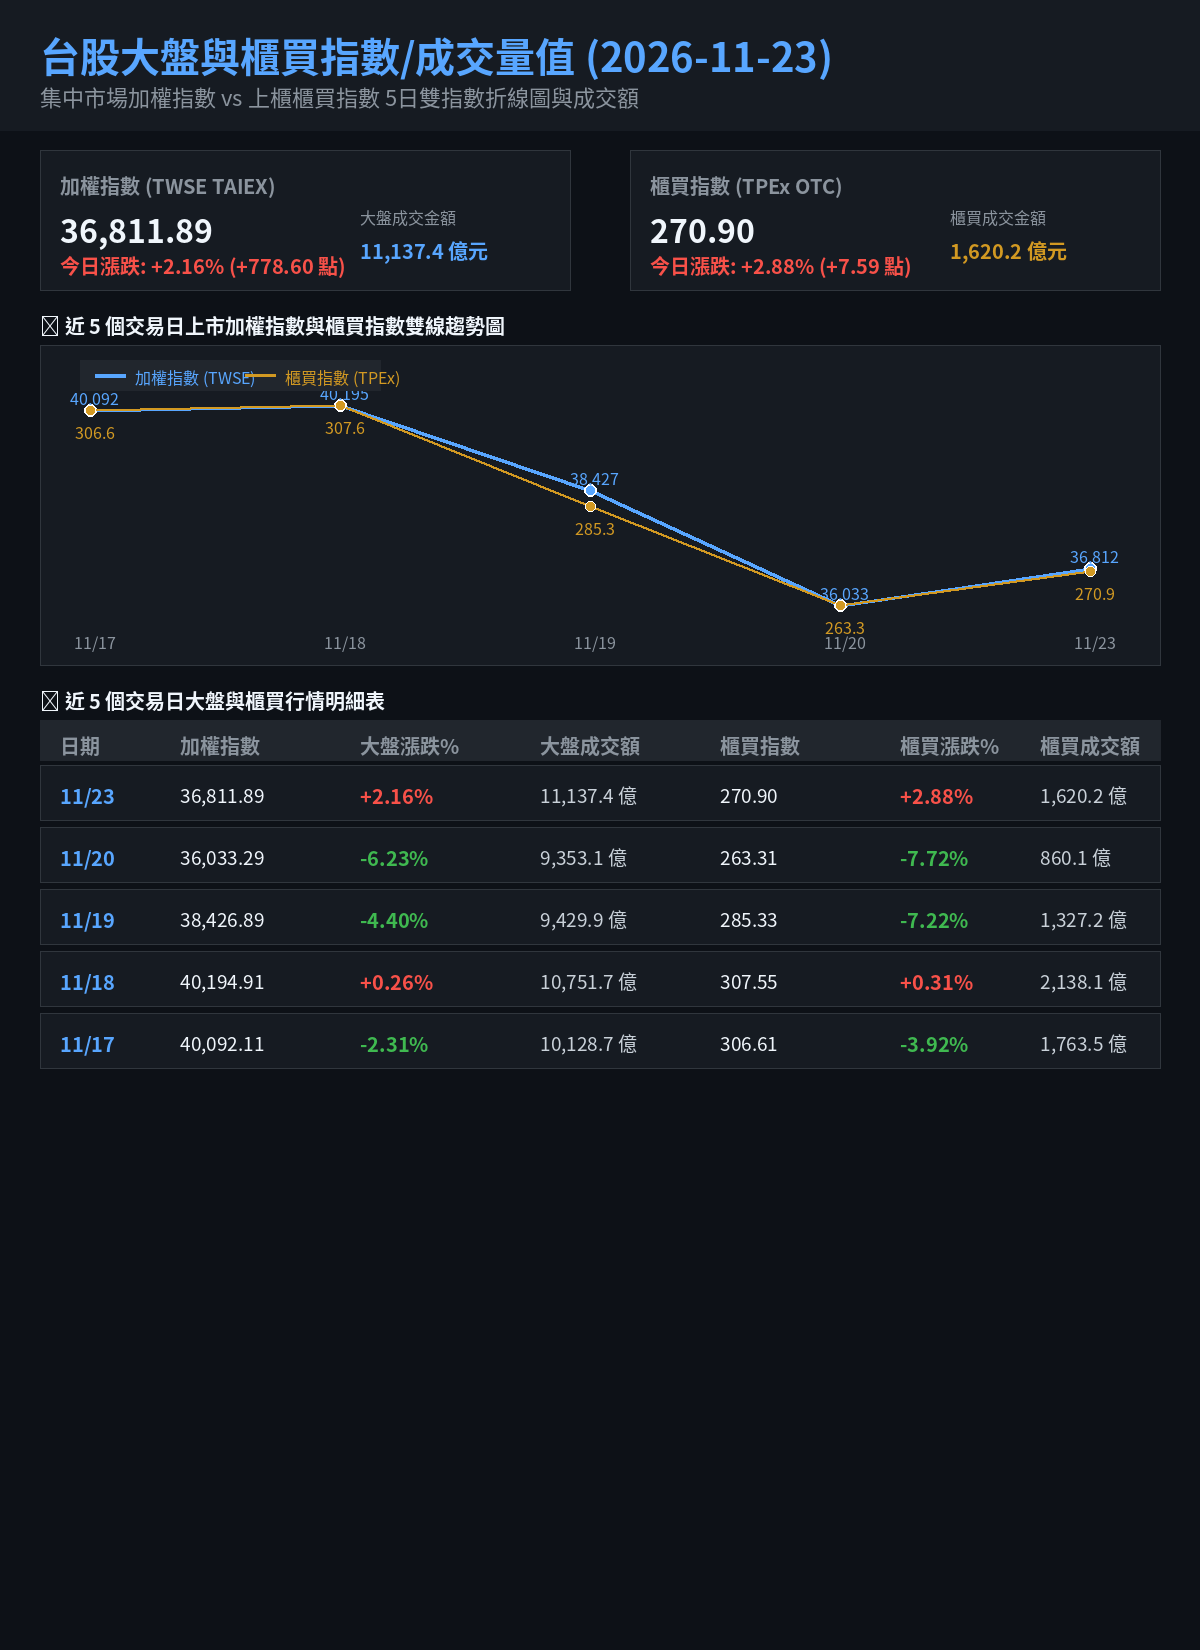 台股大盤與櫃買指數/成交量值 (2026-11-23)
集中市場加權指數 vs 上櫃櫃買指數 5日雙指數折線圖與成交額
加權指數 (TWSE TAIEX)
36,811.89
今日漲跌: +2.16% (+778.60 點)
大盤成交金額
11,137.4 億元
櫃買指數 (TPEx OTC)
270.90
今日漲跌: +2.88% (+7.59 點)
櫃買成交金額
1,620.2 億元
近 5 個交易日上市加權指數與櫃買指數雙線趨勢圖
加權指數 (TWSE) 櫃買指數 (TPEx)
40,092 40,195 38,427 36,033 36,812
306.6 307.6 285.3 263.3 270.9
11/17 11/18 11/19 11/20 11/23
近 5 個交易日大盤與櫃買行情明細表
日期 加權指數 大盤漲跌% 大盤成交額 櫃買指數 櫃買漲跌% 櫃買成交額
11/23 36,811.89 +2.16% 11,137.4 億 270.90 +2.88% 1,620.2 億
11/20 36,033.29 -6.23% 9,353.1 億 263.31 -7.72% 860.1 億
11/19 38,426.89 -4.40% 9,429.9 億 285.33 -7.22% 1,327.2 億
11/18 40,194.91 +0.26% 10,751.7 億 307.55 +0.31% 2,138.1 億
11/17 40,092.11 -2.31% 10,128.7 億 306.61 -3.92% 1,763.5 億